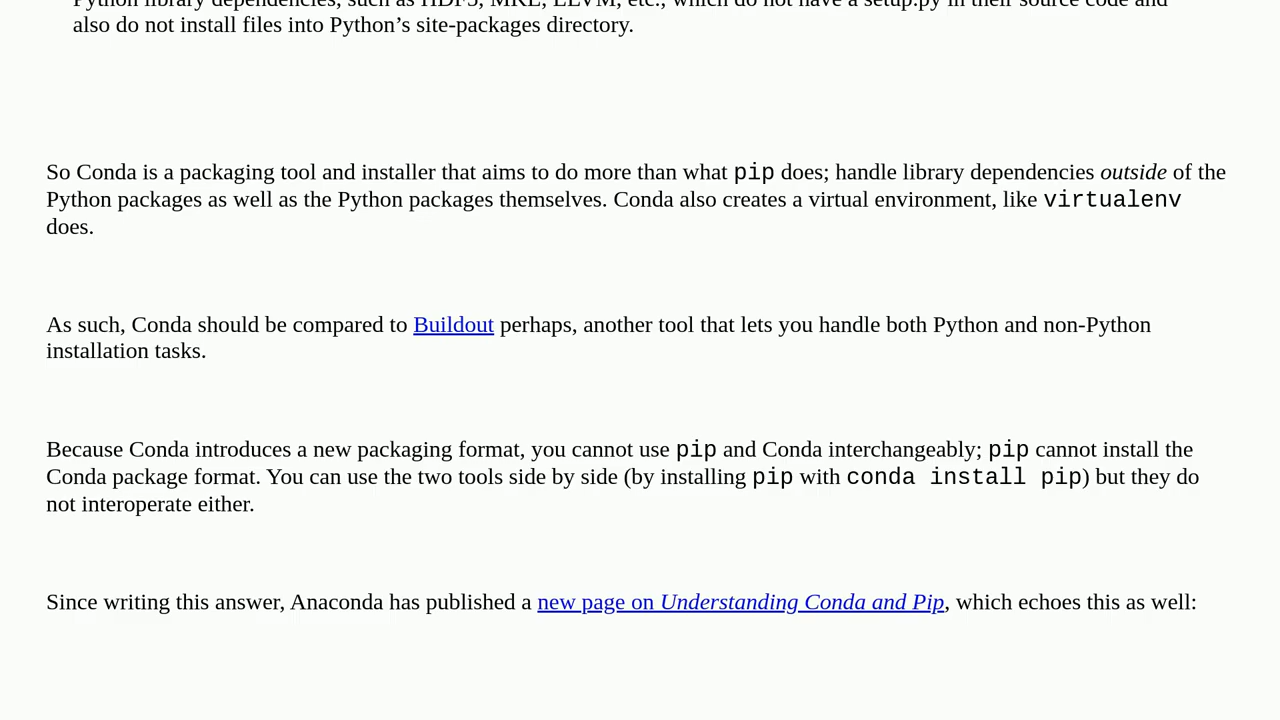 Python library dependencies, such as HDF5, MKL, LLVM, etc., which do not have a setup.py in their source code and
also do not install files into Python’s site-packages directory.
So Conda is a packaging tool and installer that aims to do more than what pip does; handle library dependencies outside of the
Python packages as well as the Python packages themselves. Conda also creates a virtual environment, like virtualenv
does.
As such, Conda should be compared to Buildout perhaps, another tool that lets you handle both Python and non-Python
installation tasks.
Because Conda introduces a new packaging format, you cannot use pip and Conda interchangeably; pip cannot install the
Conda package format. You can use the two tools side by side (by installing pip with conda install pip) but they do
not interoperate either.
Since writing this answer, Anaconda has published a new page on Understanding Conda and Pip, which echoes this as well: